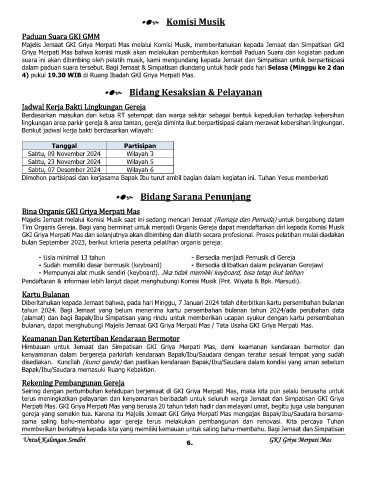 Komisi Musik
Paduan Suara GKI GMM
Majelis Jemaat GKI Griya Merpati Mas melalui Komisi Musik, memberitahukan kepada Jemaat dan Simpatisan GKI
Griya Merpati Mas bahwa komisi musik akan melakukan pembentukan kembali Paduan Suara dan kegiatan paduan
suara ini akan dibimbing oleh pelatih musik, kami mengundang kepada Jemaat dan Simpatisan untuk berpartisipasi
dalam paduan suara tersebut. Bagi Jemaat & Simpatisan diundang untuk hadir pada hari Selasa (Minggu ke 2 dan
4) pukul 19.30 WIB di Ruang Ibadah GKI Griya Merpati Mas.
Bidang Kesaksian & Pelayanan
Jadwal Kerja Bakti Lingkungan Gereja
Berdasarkan masukan dari ketua RT setempat dan warga sekitar sebagai bentuk kepedulian terhadap kebersihan
lingkungan area parkir gereja & area taman, gereja diminta ikut berpartisipasi dalam merawat kebersihan lingkungan.
Berikut jadwal kerja bakti berdasarkan wilayah:
Tanggal Partisipan
Sabtu, 09 November 2024 Wilayah 3
Sabtu, 23 November 2024 Wilayah 5
Sabtu, 07 Desember 2024 Wilayah 6
Dimohon partisipasi dan kerjasama Bapak Ibu turut ambil bagian dalam kegiatan ini. Tuhan Yesus memberkati
Bidang Sarana Penunjang
Bina Organis GKI Griya Merpati Mas
Majelis Jemaat melalui Komisi Musik saat ini sedang mencari Jemaat (Remaja dan Pemuda) untuk bergabung dalam
Tim Organis Gereja. Bagi yang berminat untuk menjadi Organis Gereja dapat mendaftarkan diri kepada Komisi Musik
GKI Griya Merpati Mas dan selanjutnya akan dibimbing dan dilatih secara profesional. Proses pelatihan mulai diadakan
bulan September 2023, berikut kriteria peserta pelatihan organis gereja:
- Usia minimal 13 tahun - Bersedia menjadi Pemusik di Gereja
- Sudah memiliki dasar bermusik (keyboard) - Bersedia dilibatkan dalam pelayanan Gerejawi
- Mempunyai alat musik sendiri (keyboard). Jika tidak memiliki keyboard, bisa tetap ikut latihan
Pendaftaran & informasi lebih lanjut dapat menghubungi Komisi Musik (Pnt. Wiyata & Bpk. Marsudi).
Kartu Bulanan
Diberitahukan kepada Jemaat bahwa, pada hari Minggu, 7 Januari 2024 telah diterbitkan kartu persembahan bulanan
tahun 2024. Bagi Jemaat yang belum menerima kartu persembahan bulanan tahun 2024/ada perubahan data
(alamat) dan bagi Bapak/Ibu Simpatisan yang rindu untuk memberikan ucapan syukur dengan kartu persembahan
bulanan, dapat menghubungi Majelis Jemaat GKI Griya Merpati Mas / Tata Usaha GKI Griya Merpati Mas.
Keamanan Dan Ketertiban Kendaraan Bermotor
Himbauan untuk Jemaat dan Simpatisan GKI Griya Merpati Mas, demi keamanan kendaraan bermotor dan
kenyamanan dalam bergereja parkirlah kendaraan Bapak/Ibu/Saudara dengan teratur sesuai tempat yang sudah
disediakan. Kuncilah (kunci ganda) dan pastikan kendaraan Bapak/Ibu/Saudara dalam kondisi yang aman sebelum
Bapak/Ibu/Saudara memasuki Ruang Kebaktian.
Rekening Pembangunan Gereja
Seiring dengan pertumbuhan kehidupan berjemaat di GKI Griya Merpati Mas, maka kita pun selalu berusaha untuk
terus meningkatkan pelayanan dan kenyamanan beribadah untuk seluruh warga Jemaat dan Simpatisan GKI Griya
Merpati Mas. GKI Griya Merpati Mas yang berusia 20 tahun telah hadir dan melayani umat, begitu juga usia bangunan
gereja yang semakin tua. Karena itu Majelis Jemaat GKI Griya Merpati Mas mengajak Bapak/Ibu/Saudara bersama-
sama saling bahu-membahu agar gereja terus melakukan pembangunan dan renovasi. Kita percaya Tuhan
memberikan berkatnya kepada kita yang memiliki kemauan untuk saling bahu-membahu. Bagi Jemaat dan Simpatisan
Untuk Kalangan Sendiri 6. GKI Griya Merpati Mas